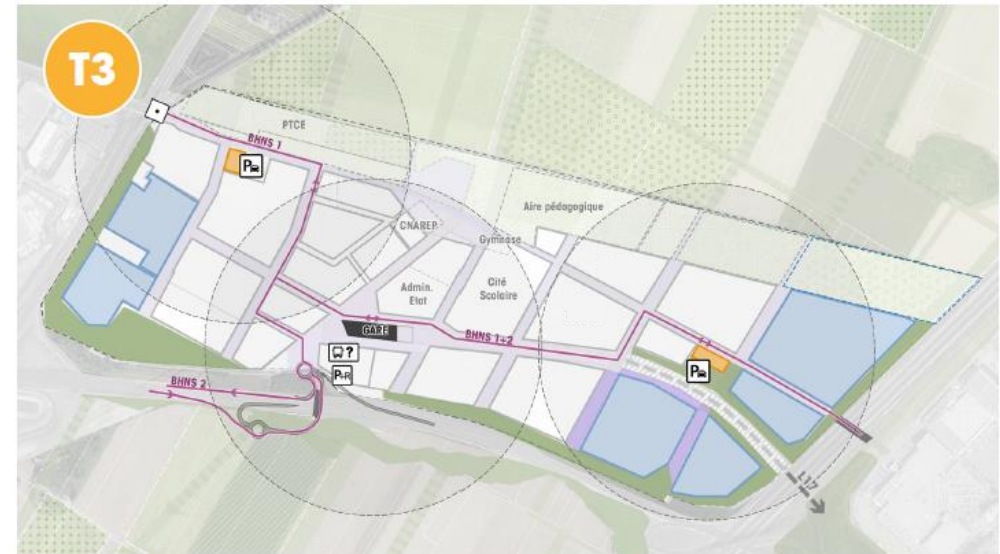 T3
PTCE
BHNS 1
P
Aire pédagogique
CNAREP
Gymnase
Cité
Scolaire
Admin.
Etat
GARE
BHNS 1+2
?
P+R
P
BHNS 2
L17